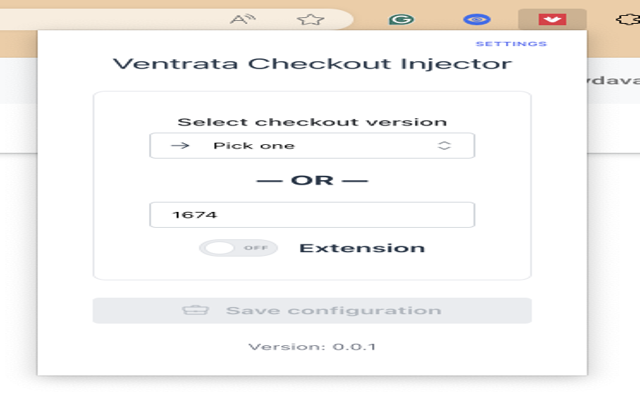 SETTINGS
Ventrata Checkout Injector
Select checkout version
Pick one
— OR —
1674
OFF Extension
Save configuration
Version: 0.0.1